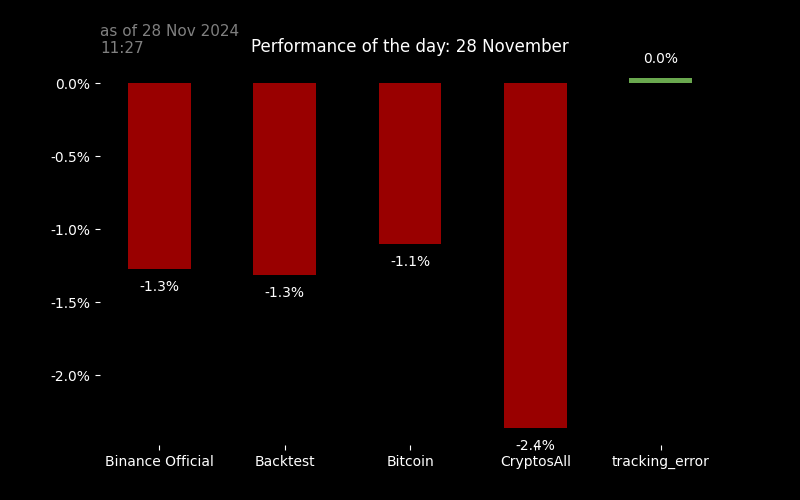 as of 28 Nov 2024
11:27
Performance of the day: 28 November
0.0%
0.0%
-0.5%
-1.0%
-1.5%
-2.0%
-1.3%
-1.3%
-1.1%
-2.4%
Binance Official
Backtest
Bitcoin
CryptosAll
tracking_error